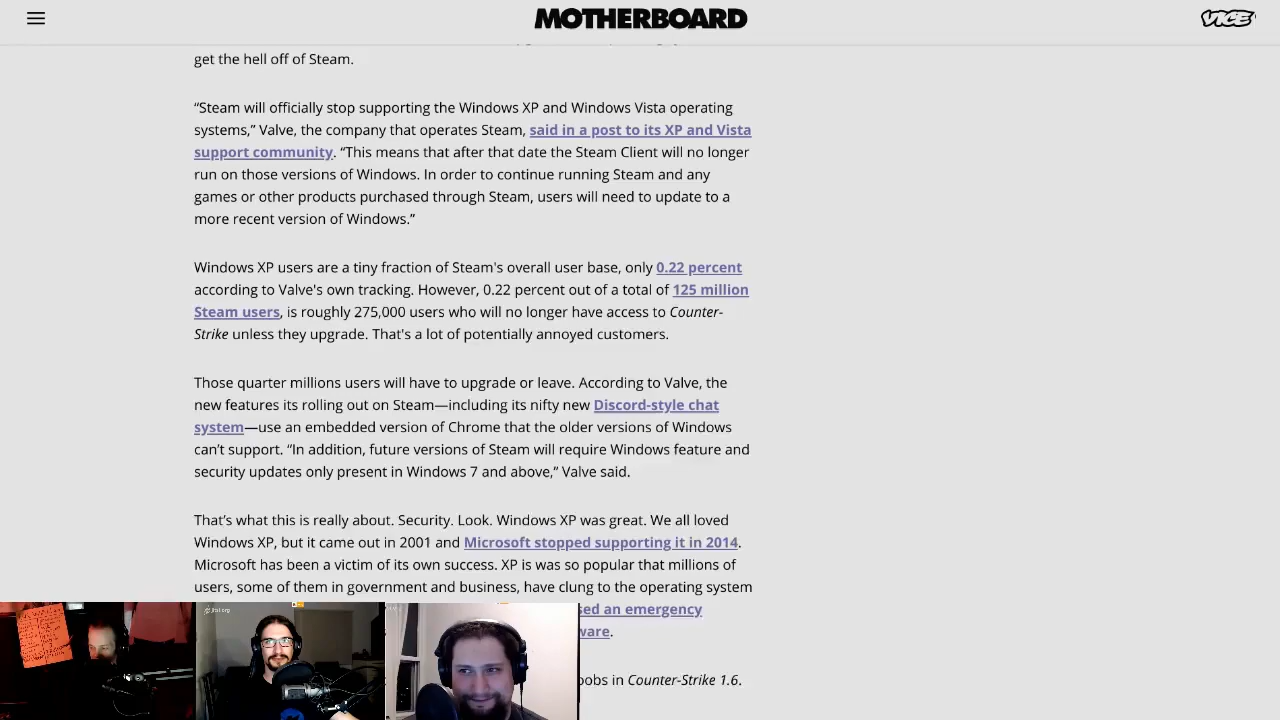 MOTHERBOARD
VICE
get the hell off of Steam.
“Steam will officially stop supporting the Windows XP and Windows Vista operating
systems,” Valve, the company that operates Steam, said in a post to its XP and Vista
support community. “This means that after that date the Steam Client will no longer
run on those versions of Windows. In order to continue running Steam and any
games or other products purchased through Steam, users will need to update to a
more recent version of Windows.”
Windows XP users are a tiny fraction of Steam's overall user base, only 0.22 percent
according to Valve's own tracking. However, 0.22 percent out of a total of 125 million
Steam users, is roughly 275,000 users who will no longer have access to Counter-
Strike unless they upgrade. That's a lot of potentially annoyed customers.
Those quarter millions users will have to upgrade or leave. According to Valve, the
new features its rolling out on Steam—including its nifty new Discord-style chat
system—use an embedded version of Chrome that the older versions of Windows
can’t support. “In addition, future versions of Steam will require Windows feature and
security updates only present in Windows 7 and above,” Valve said.
That’s what this is really about. Security. Look. Windows XP was great. We all loved
Windows XP, but it came out in 2001 and Microsoft stopped supporting it in 2014.
Microsoft has been a victim of its own success. XP is was so popular that millions of
users, some of them in government and business, have clung to the operating system
an emergency
in Counter-Strike 1.6.